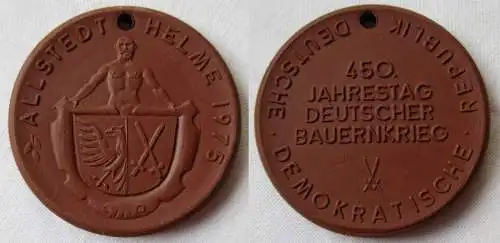 ALLSTEDT HELME 1975
450.
JAHRESTAG
DEUTSCHER
BAUERNKRIEG
DEUTSCHE · DEMOKRATISCHE · REPUBLIK